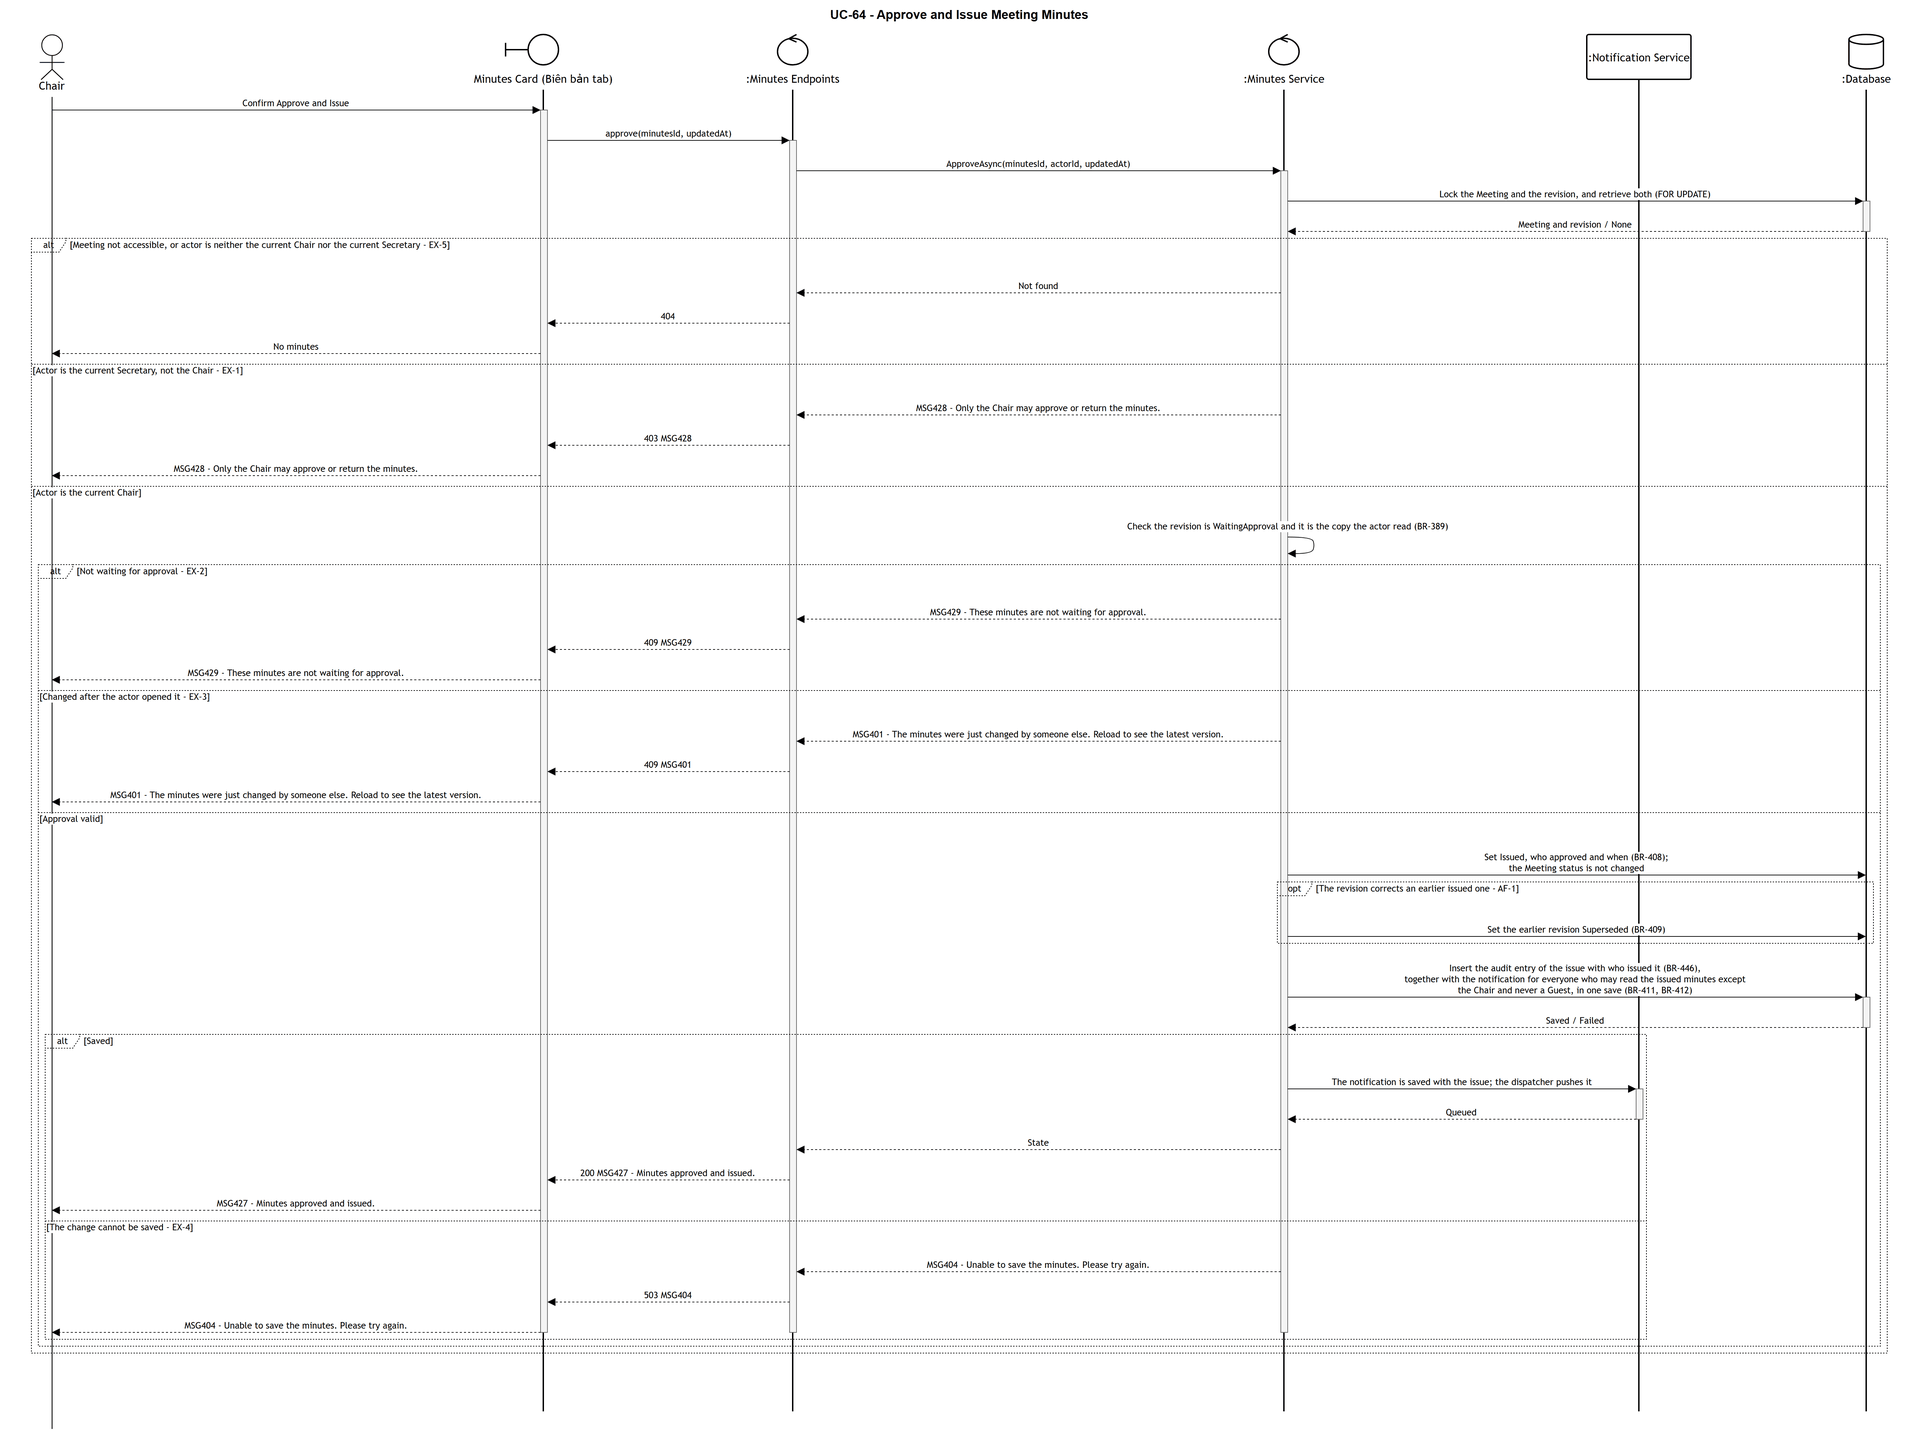 UC-64 - Approve and Issue Meeting Minutes
Chair
Minutes Card (Biên bản tab)
:Minutes Endpoints
:Minutes Service
:Notification Service
:Database
Confirm Approve and Issue
approve(minutesId, updatedAt)
ApproveAsync(minutesId, actorId, updatedAt)
Lock the Meeting and the revision, and retrieve both (FOR UPDATE)
Meeting and revision / None
alt [Meeting not accessible, or actor is neither the current Chair nor the current Secretary - EX-5]
Not found
404
No minutes
[Actor is the current Secretary, not the Chair - EX-1]
MSG428 - Only the Chair may approve or return the minutes.
403 MSG428
MSG428 - Only the Chair may approve or return the minutes.
[Actor is the current Chair]
Check the revision is WaitingApproval and it is the copy the actor read (BR-389)
alt [Not waiting for approval - EX-2]
MSG429 - These minutes are not waiting for approval.
409 MSG429
MSG429 - These minutes are not waiting for approval.
[Changed after the actor opened it - EX-3]
MSG401 - The minutes were just changed by someone else. Reload to see the latest version.
409 MSG401
MSG401 - The minutes were just changed by someone else. Reload to see the latest version.
[Approval valid]
Set Issued, who approved and when (BR-408);
the Meeting status is not changed
opt [The revision corrects an earlier issued one - AF-1]
Set the earlier revision Superseded (BR-409)
Insert the audit entry of the issue with who issued it (BR-446),
together with the notification for everyone who may read the issued minutes except
the Chair and never a Guest, in one save (BR-411, BR-412)
Saved / Failed
alt [Saved]
The notification is saved with the issue; the dispatcher pushes it
Queued
State
200 MSG427 - Minutes approved and issued.
MSG427 - Minutes approved and issued.
[The change cannot be saved - EX-4]
MSG404 - Unable to save the minutes. Please try again.
503 MSG404
MSG404 - Unable to save the minutes. Please try again.